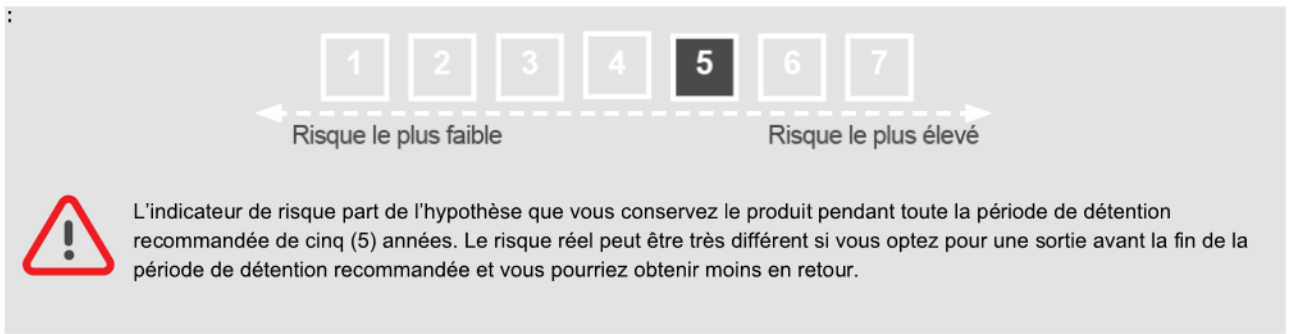 :
1 2 3 4 5 6 7
Risque le plus faible Risque le plus élevé
L’indicateur de risque part de l’hypothèse que vous conservez le produit pendant toute la période de détention
recommandée de cinq (5) années. Le risque réel peut être très différent si vous optez pour une sortie avant la fin de la
période de détention recommandée et vous pourriez obtenir moins en retour.